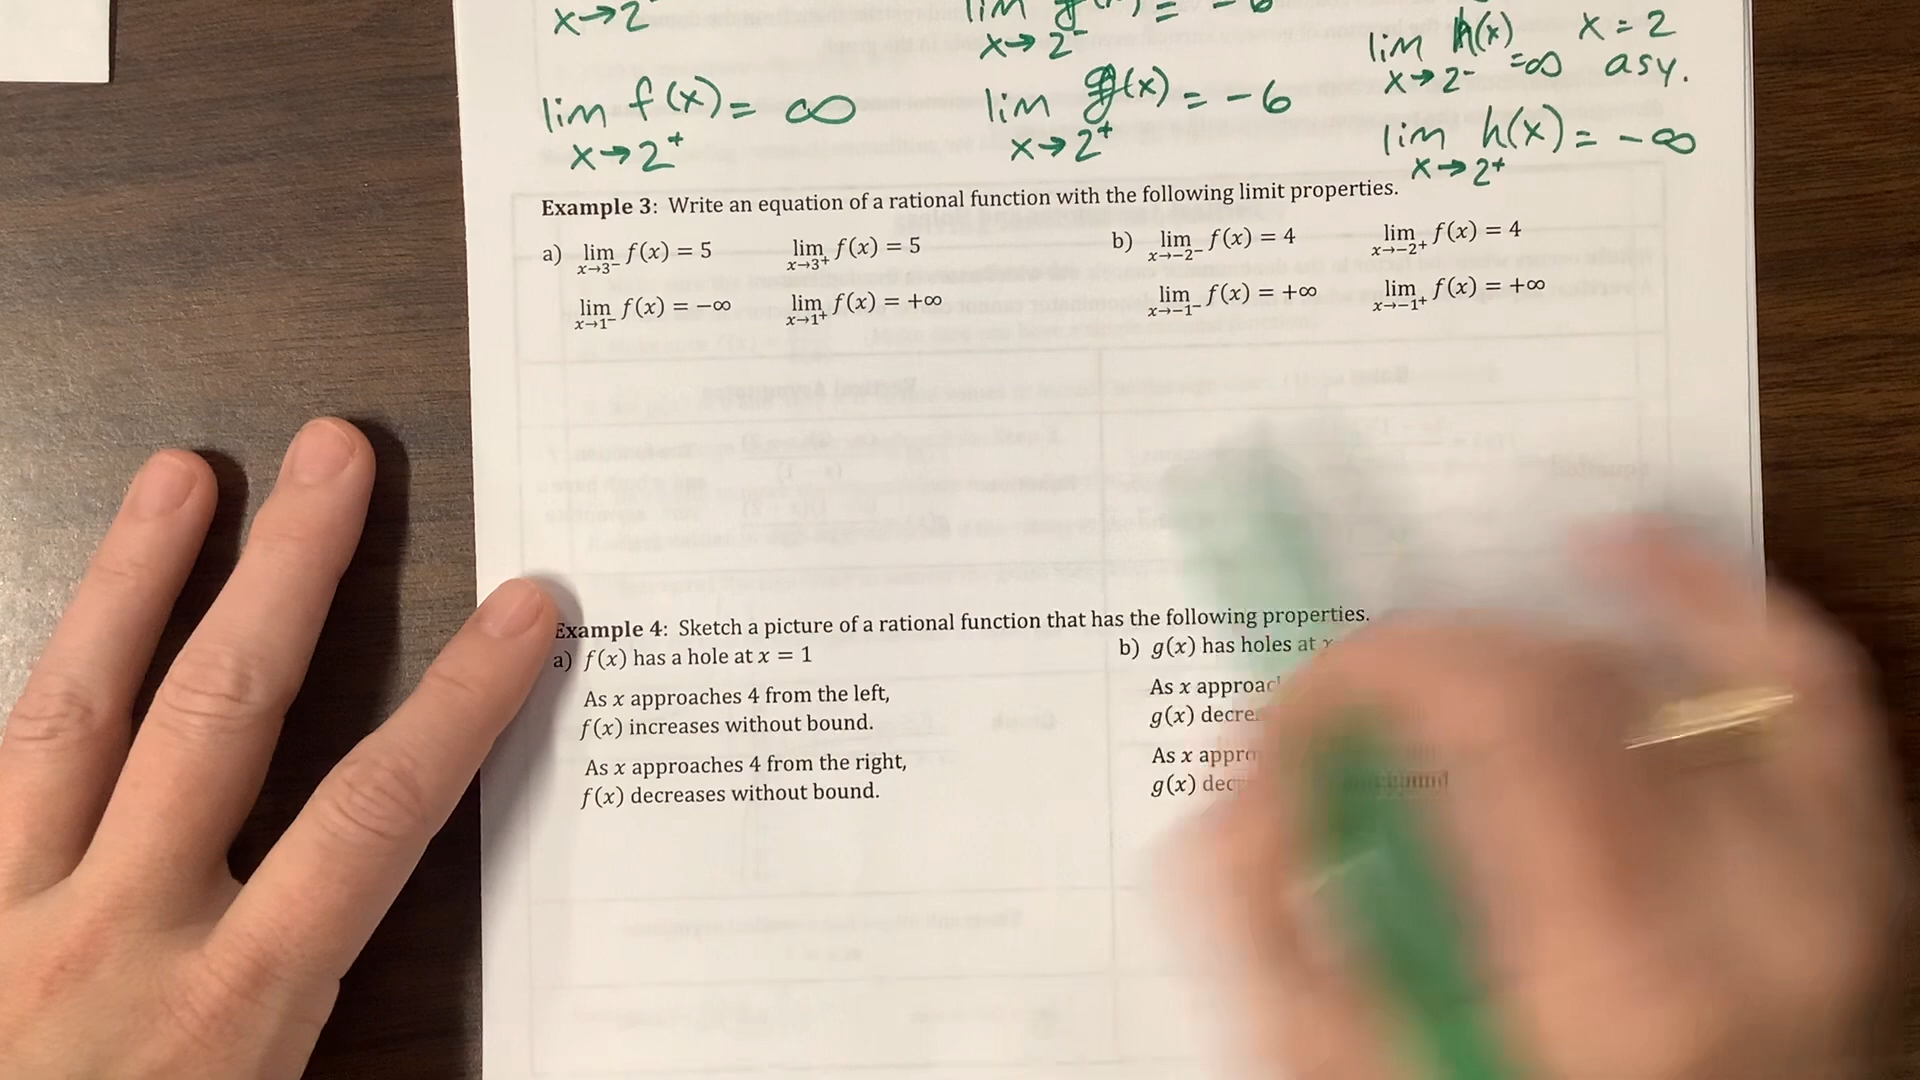 x→2
lim g(x) = -6
x→2⁻
lim h(x) =∞
x→2⁻
x = 2
asy.
lim f(x) = ∞
x→2⁺
lim g(x) = -6
x→2⁺
lim h(x) = -∞
x→2⁺
Example 3: Write an equation of a rational function with the following limit properties.
a) lim f(x) = 5 lim f(x) = 5
x→3⁻ x→3⁺
lim f(x) = −∞ lim f(x) = +∞
x→1⁻ x→1⁺
b) lim f(x) = 4 lim f(x) = 4
x→−2⁻ x→−2⁺
lim f(x) = +∞ lim f(x) = +∞
x→−1⁻ x→−1⁺
Example 4: Sketch a picture of a rational function that has the following properties.
a) f(x) has a hole at x = 1
As x approaches 4 from the left,
f(x) increases without bound.
As x approaches 4 from the right,
f(x) decreases without bound.
b) g(x) has holes at
As x
g(x)
As x
g(x)